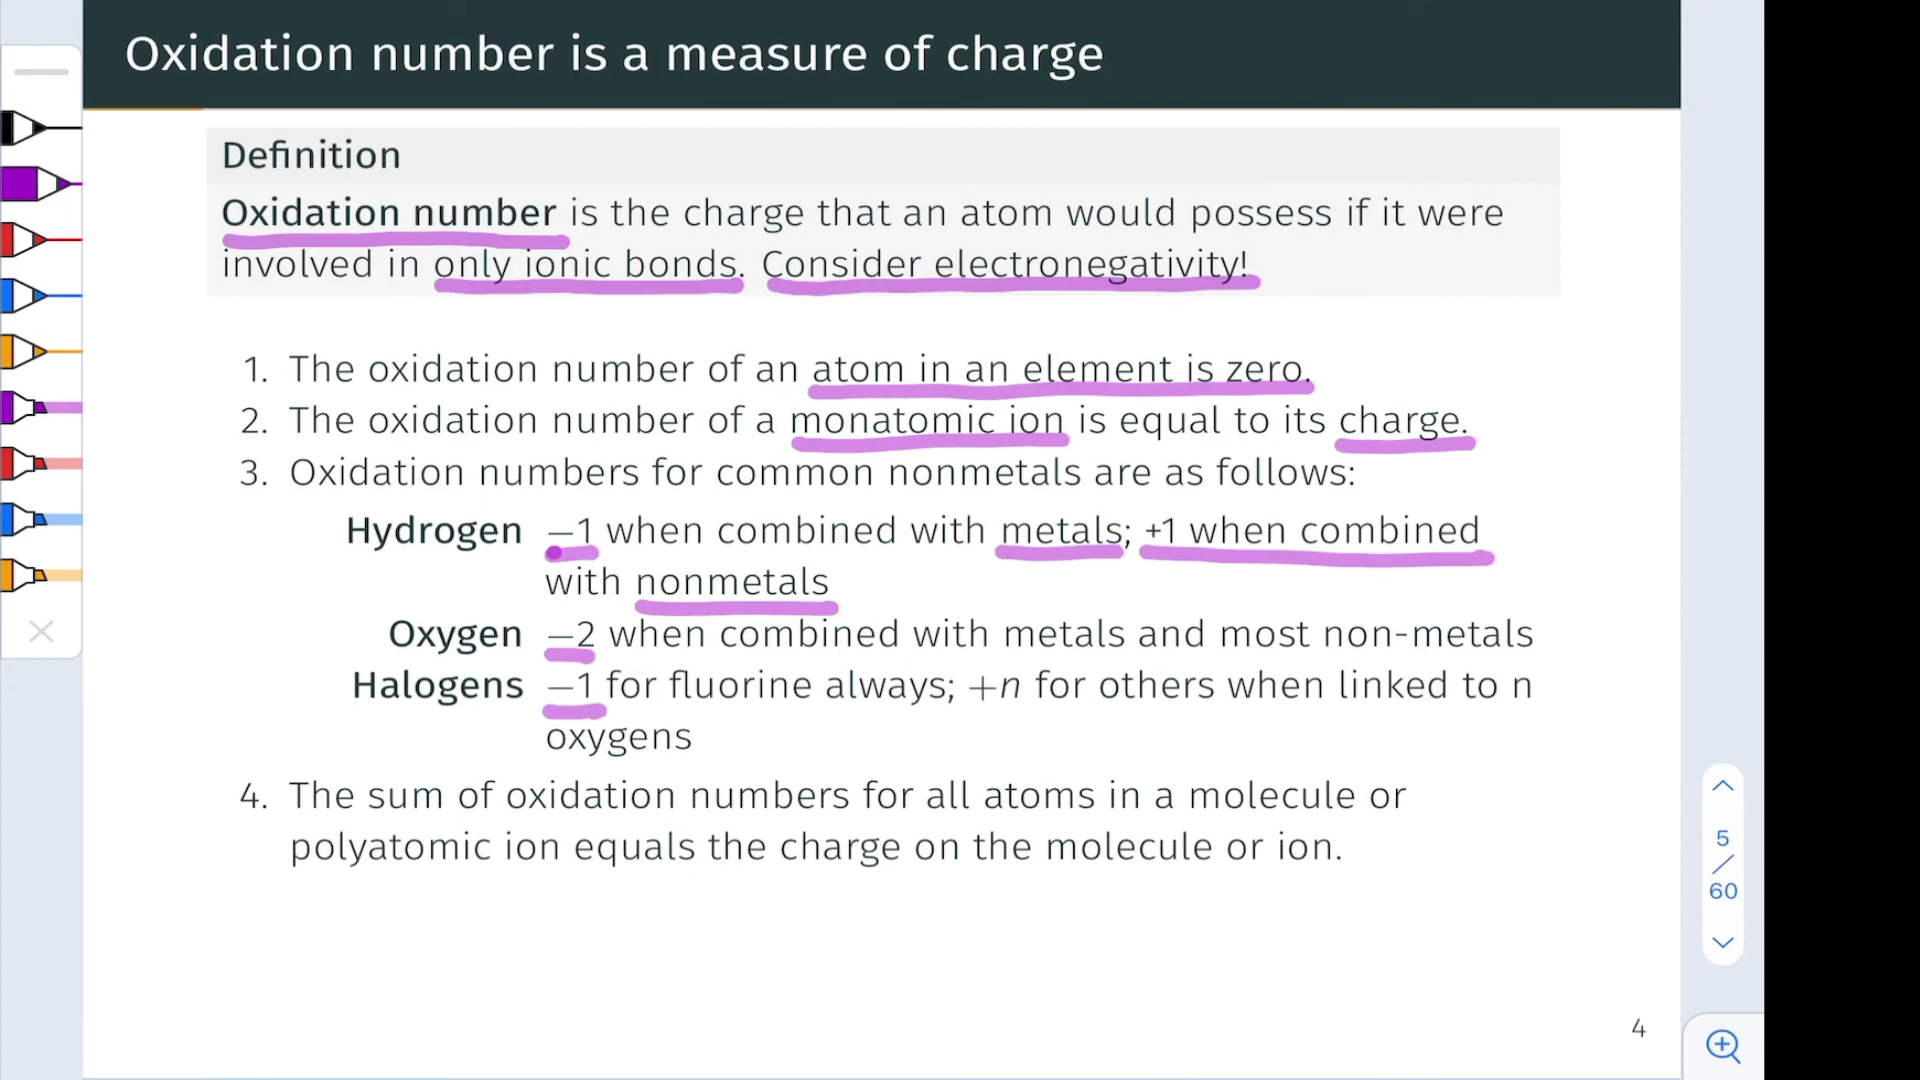 Oxidation number is a measure of charge
Definition
Oxidation number is the charge that an atom would possess if it were
involved in only ionic bonds. Consider electronegativity!
1. The oxidation number of an atom in an element is zero.
2. The oxidation number of a monatomic ion is equal to its charge.
3. Oxidation numbers for common nonmetals are as follows:
Hydrogen −1 when combined with metals; +1 when combined
with nonmetals
Oxygen −2 when combined with metals and most non-metals
Halogens −1 for fluorine always; +n for others when linked to n
oxygens
4. The sum of oxidation numbers for all atoms in a molecule or
polyatomic ion equals the charge on the molecule or ion.
5
/
60
4